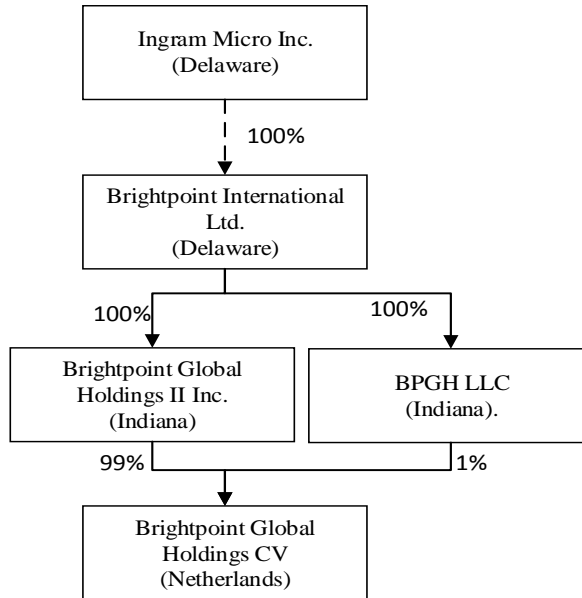 Ingram Micro Inc.
(Delaware)
100%
Brightpoint International
Ltd.
(Delaware)
100%
100%
Brightpoint Global
Holdings II Inc.
(Indiana)
BPGH LLC
(Indiana).
99%
1%
Brightpoint Global
Holdings CV
(Netherlands)